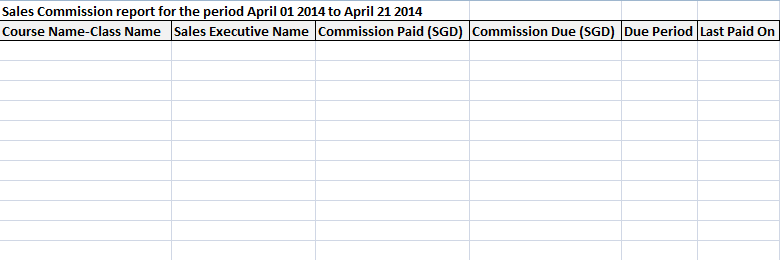 Sales Commission report for the period April 01 2014 to April 21 2014
Course Name-Class Name Sales Executive Name Commission Paid (SGD) Commission Due (SGD) Due Period Last Paid On